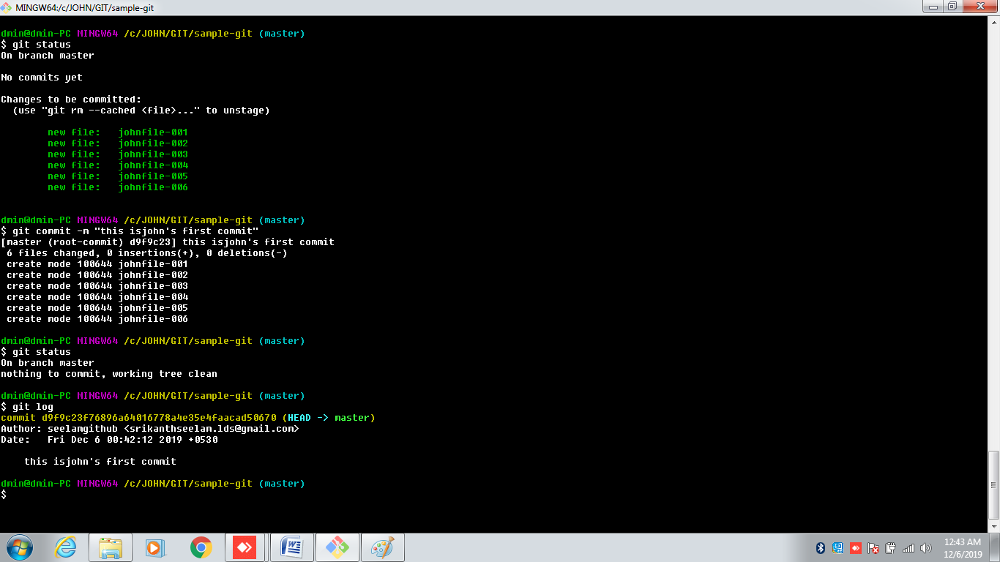 MINGW64:/c/JOHN/GIT/sample-git
dmin@dmin-PC MINGW64 /c/JOHN/GIT/sample-git (master)
$ git status
On branch master
No commits yet
Changes to be committed:
  (use "git rm --cached <file>..." to unstage)
        new file:   johnfile-001
        new file:   johnfile-002
        new file:   johnfile-003
        new file:   johnfile-004
        new file:   johnfile-005
        new file:   johnfile-006
dmin@dmin-PC MINGW64 /c/JOHN/GIT/sample-git (master)
$ git commit -m "this isjohn's first commit"
[master (root-commit) d9f9c23] this isjohn's first commit
 6 files changed, 0 insertions(+), 0 deletions(-)
 create mode 100644 johnfile-001
 create mode 100644 johnfile-002
 create mode 100644 johnfile-003
 create mode 100644 johnfile-004
 create mode 100644 johnfile-005
 create mode 100644 johnfile-006
dmin@dmin-PC MINGW64 /c/JOHN/GIT/sample-git (master)
$ git status
On branch master
nothing to commit, working tree clean
dmin@dmin-PC MINGW64 /c/JOHN/GIT/sample-git (master)
$ git log
commit d9f9c23f76896a64016778a4e35e4faacad50670 (HEAD -> master)
Author: seelamgithub <srikanthseelam.lds@gmail.com>
Date:   Fri Dec 6 00:42:12 2019 +0530
    this isjohn's first commit
dmin@dmin-PC MINGW64 /c/JOHN/GIT/sample-git (master)
$
12:43 AM
12/6/2019